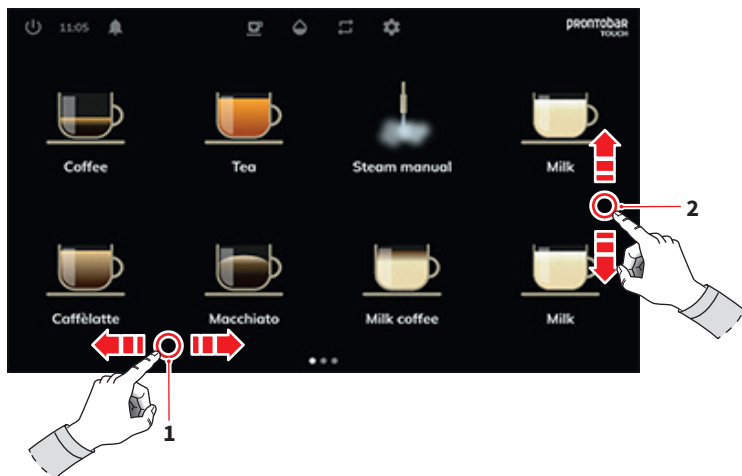 11:05
PRONTOBAR
TOUCH
Coffee
Tea
Steam manual
Milk
2
Caffèlatte
Macchiato
Milk coffee
Milk
1